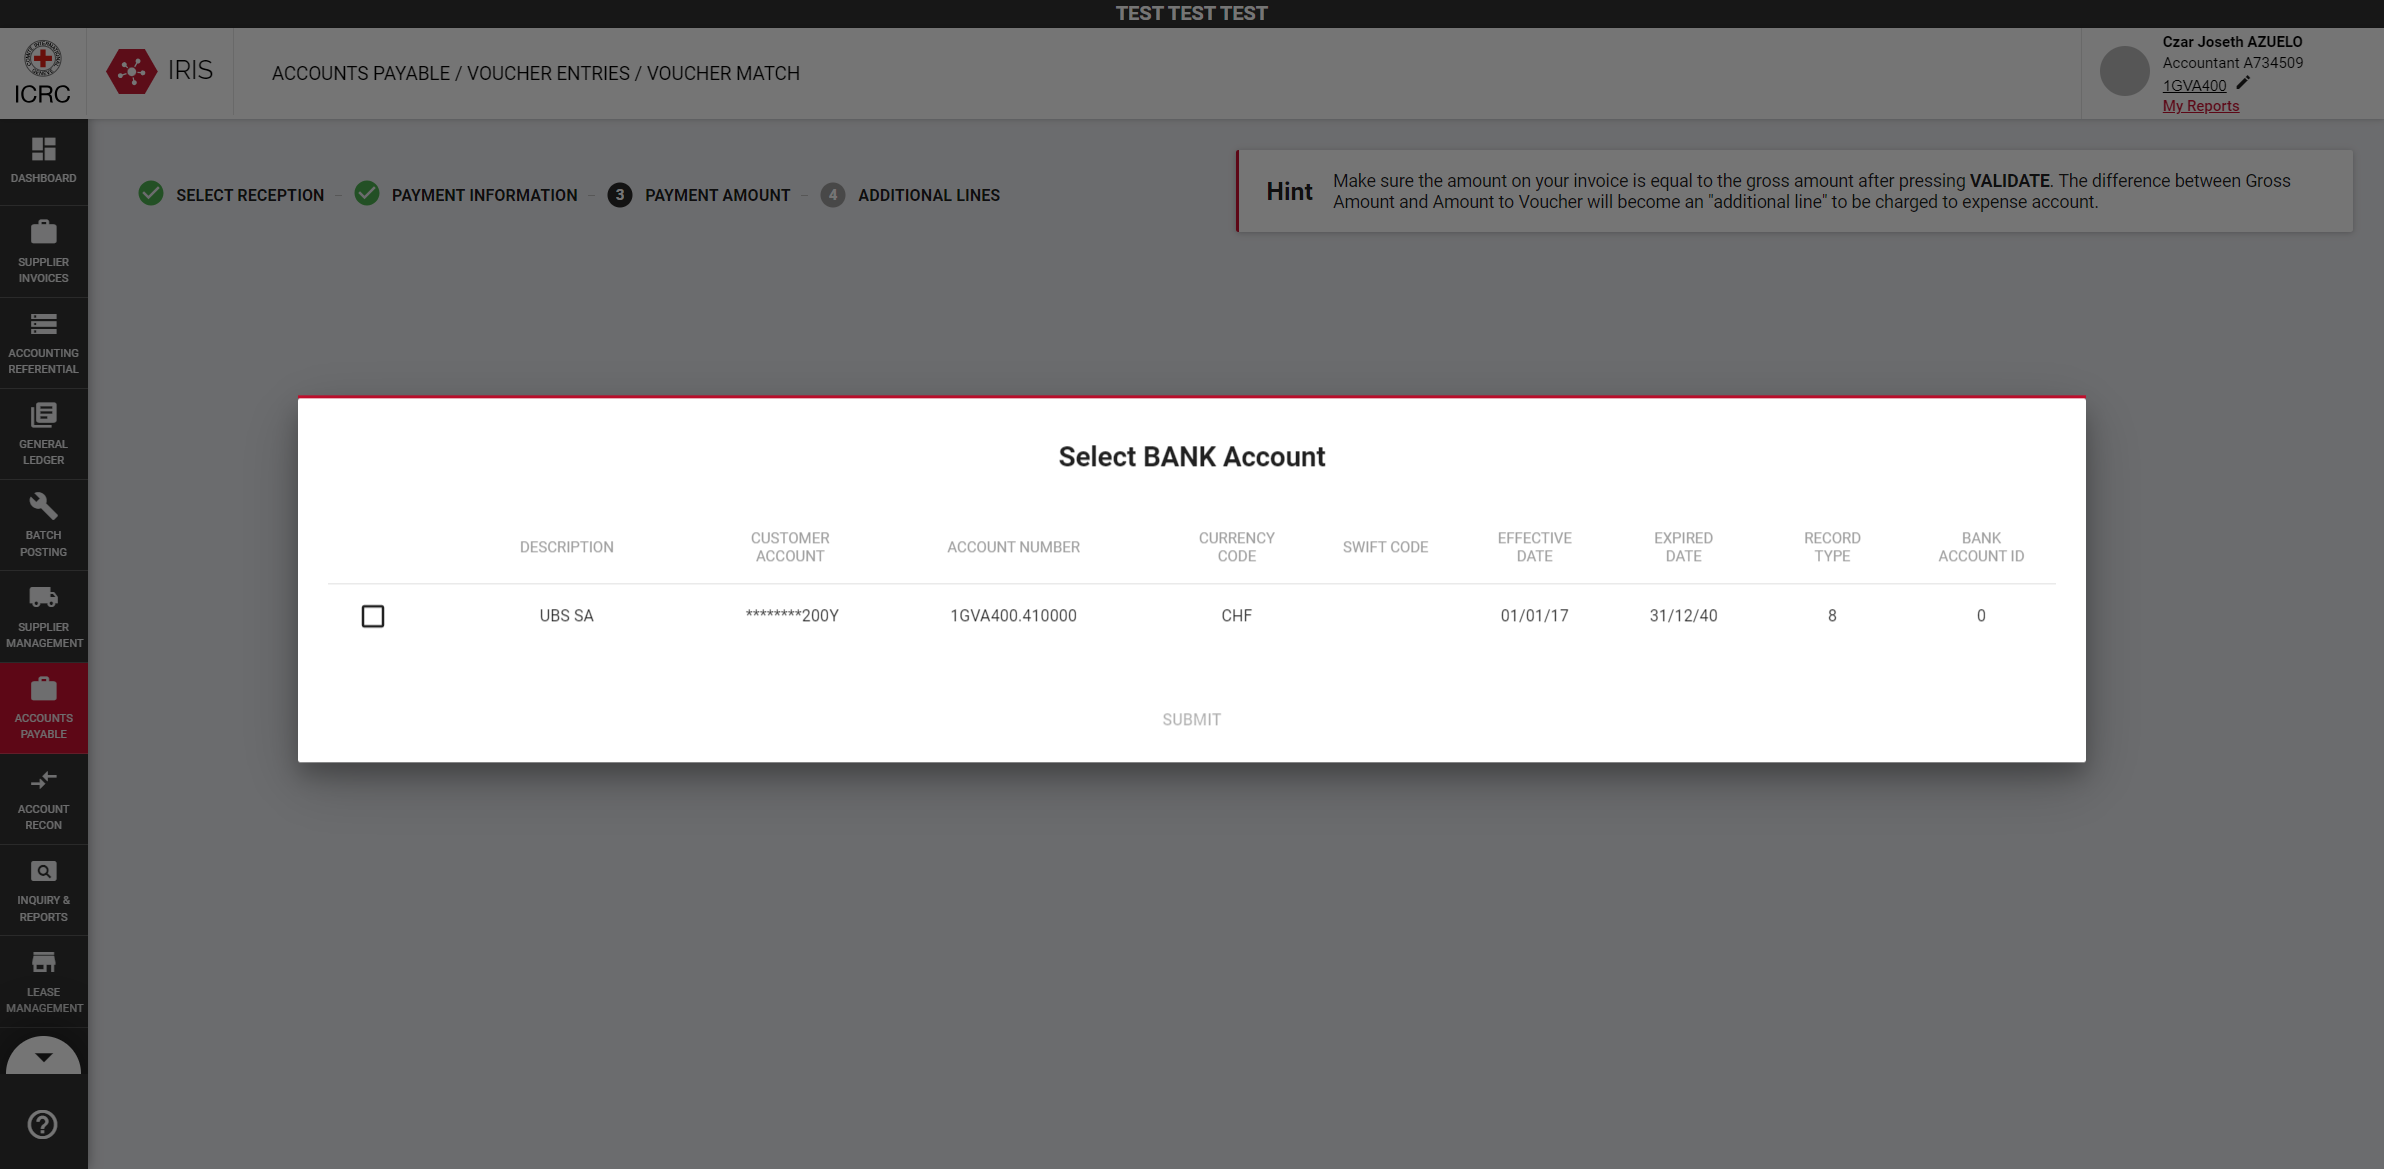 TEST TEST TEST
ICRC
IRIS
ACCOUNTS PAYABLE / VOUCHER ENTRIES / VOUCHER MATCH
Czar Joseth AZUELO
Accountant A734509
1GVA400
My Reports
DASHBOARD
SUPPLIER
INVOICES
ACCOUNTING
REFERENTIAL
GENERAL
LEDGER
BATCH
POSTING
SUPPLIER
MANAGEMENT
ACCOUNTS
PAYABLE
ACCOUNT
RECON
INQUIRY &
REPORTS
LEASE
MANAGEMENT
SELECT RECEPTION - PAYMENT INFORMATION - 3 PAYMENT AMOUNT - 4 ADDITIONAL LINES
Hint
Make sure the amount on your invoice is equal to the gross amount after pressing VALIDATE. The difference between Gross
Amount and Amount to Voucher will become an "additional line" to be charged to expense account.
Select BANK Account
DESCRIPTION
CUSTOMER
ACCOUNT
ACCOUNT NUMBER
CURRENCY
CODE
SWIFT CODE
EFFECTIVE
DATE
EXPIRED
DATE
RECORD
TYPE
BANK
ACCOUNT ID
UBS SA ********200Y 1GVA400.410000 CHF 01/01/17 31/12/40 8 0
SUBMIT